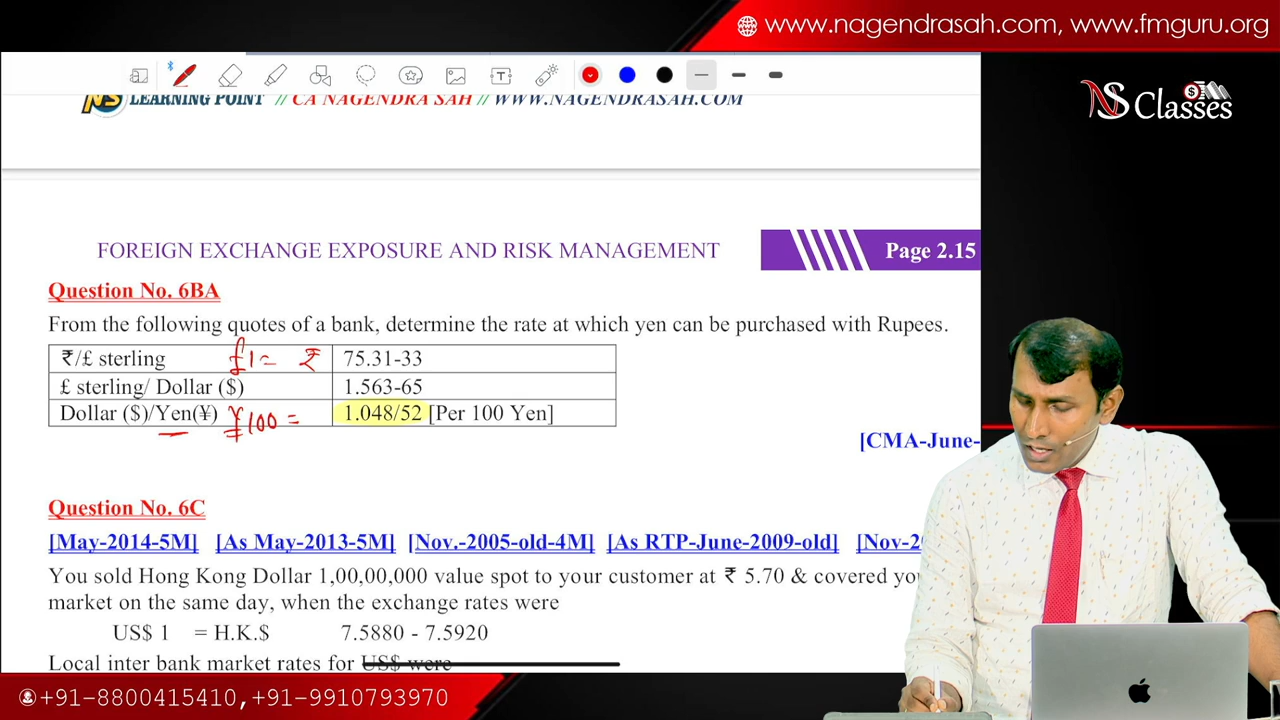 www.nagendrasah.com, www.fmguru.org
NS LEARNING POINT // CA NAGENDRA SAH // WWW.NAGENDRASAH.COM
NS Classes
FOREIGN EXCHANGE EXPOSURE AND RISK MANAGEMENT
Page 2.15
Question No. 6BA
From the following quotes of a bank, determine the rate at which yen can be purchased with Rupees.
₹/£ sterling £1= ₹ 75.31-33
£ sterling/ Dollar ($) 1.563-65
Dollar ($)/Yen(¥) ¥100= 1.048/52 [Per 100 Yen]
[CMA-June-
Question No. 6C
[May-2014-5M] [As May-2013-5M] [Nov.-2005-old-4M] [As RTP-June-2009-old] [Nov-20
You sold Hong Kong Dollar 1,00,00,000 value spot to your customer at ₹ 5.70 & covered yo
market on the same day, when the exchange rates were
US$ 1 = H.K.$ 7.5880 - 7.5920
Local inter bank market rates for US$ were
+91-8800415410,+91-9910793970